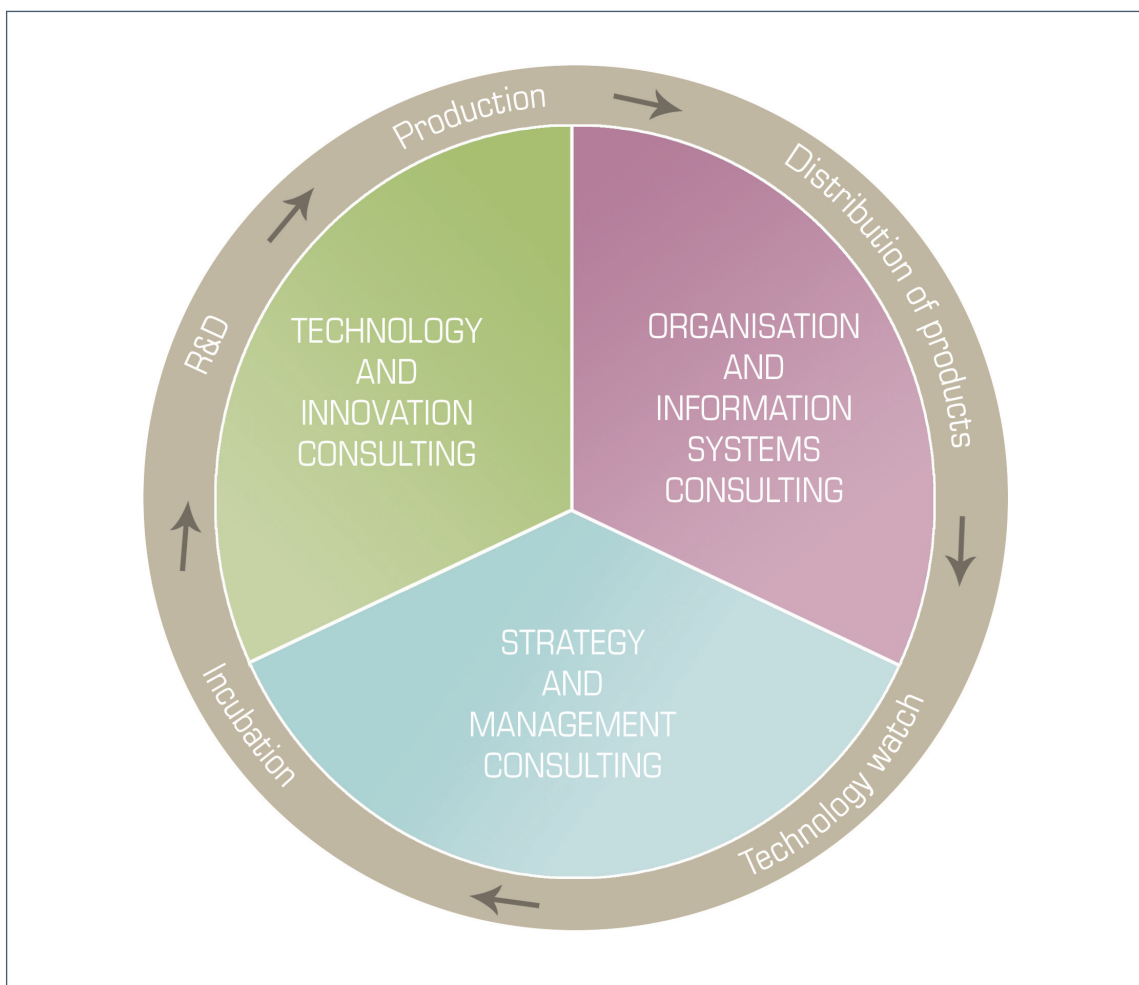 Production
Distribution of products
R&D
TECHNOLOGY
AND
INNOVATION
CONSULTING
ORGANISATION
AND
INFORMATION
SYSTEMS
CONSULTING
STRATEGY
AND
MANAGEMENT
CONSULTING
Incubation
Technology watch